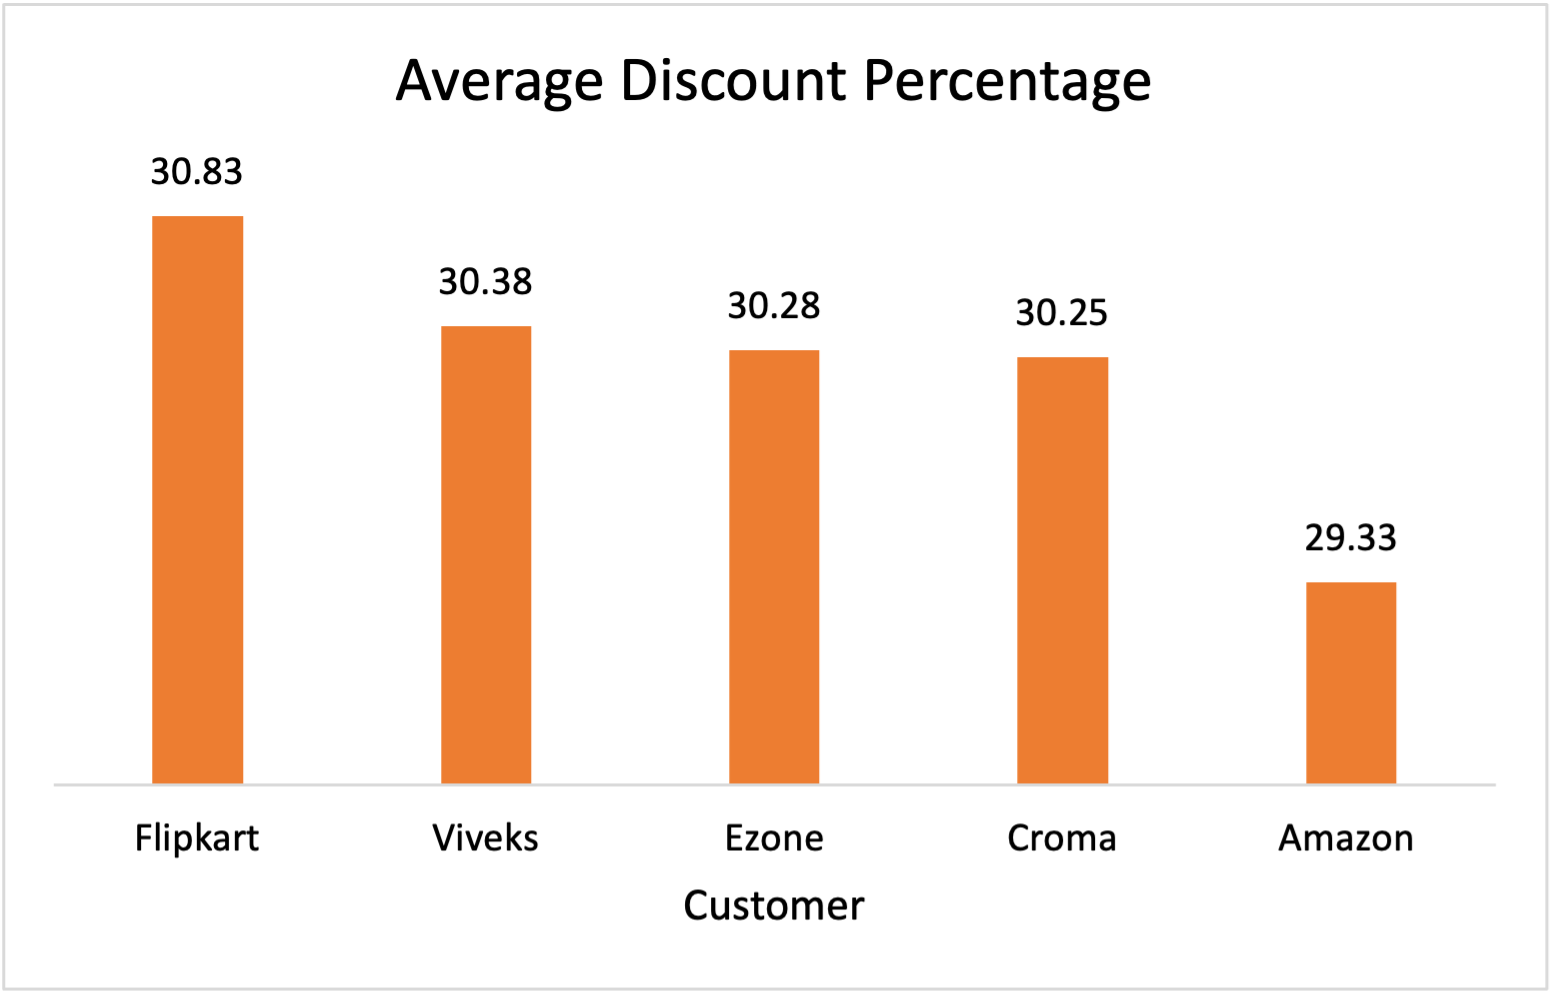 Average Discount Percentage
30.83
30.38
30.28
30.25
29.33
Flipkart
Viveks
Ezone
Croma
Amazon
Customer